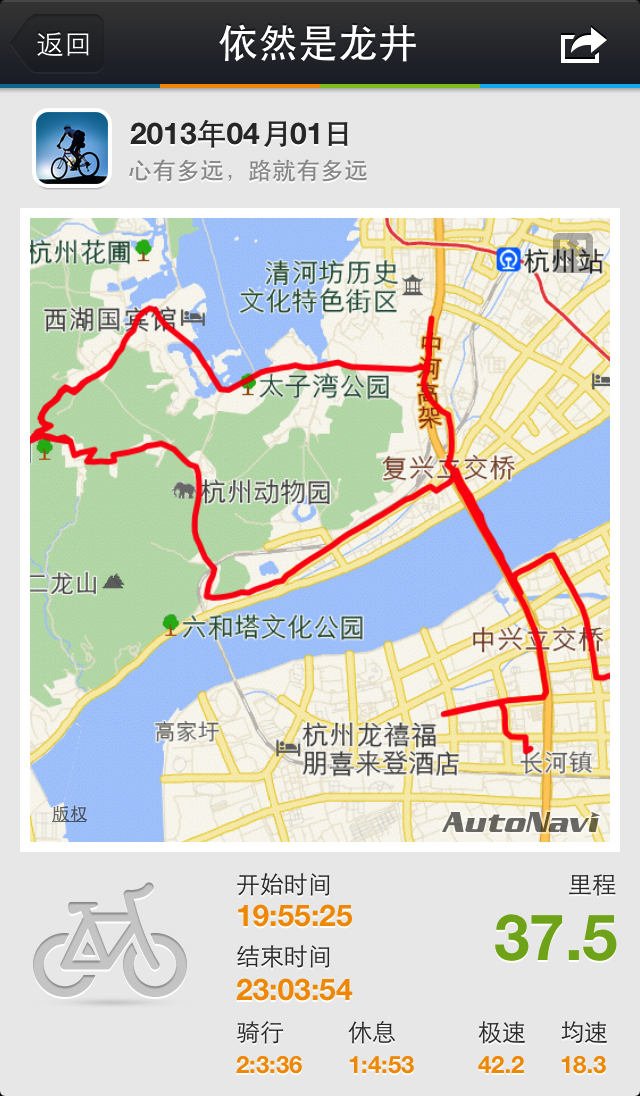 返回
依然是龙井
2013年04月01日
心有多远，路就有多远
杭州花圃
杭州站
清河坊历史
文化特色街区
西湖国宾馆
中河高架
太子湾公园
复兴立交桥
杭州动物园
二龙山
六和塔文化公园
中兴立交桥
高家圩
杭州龙禧福
朋喜来登酒店
长河镇
版权
AutoNavi
开始时间
里程
19:55:25
37.5
结束时间
23:03:54
骑行 休息 极速 均速
2:3:36 1:4:53 42.2 18.3